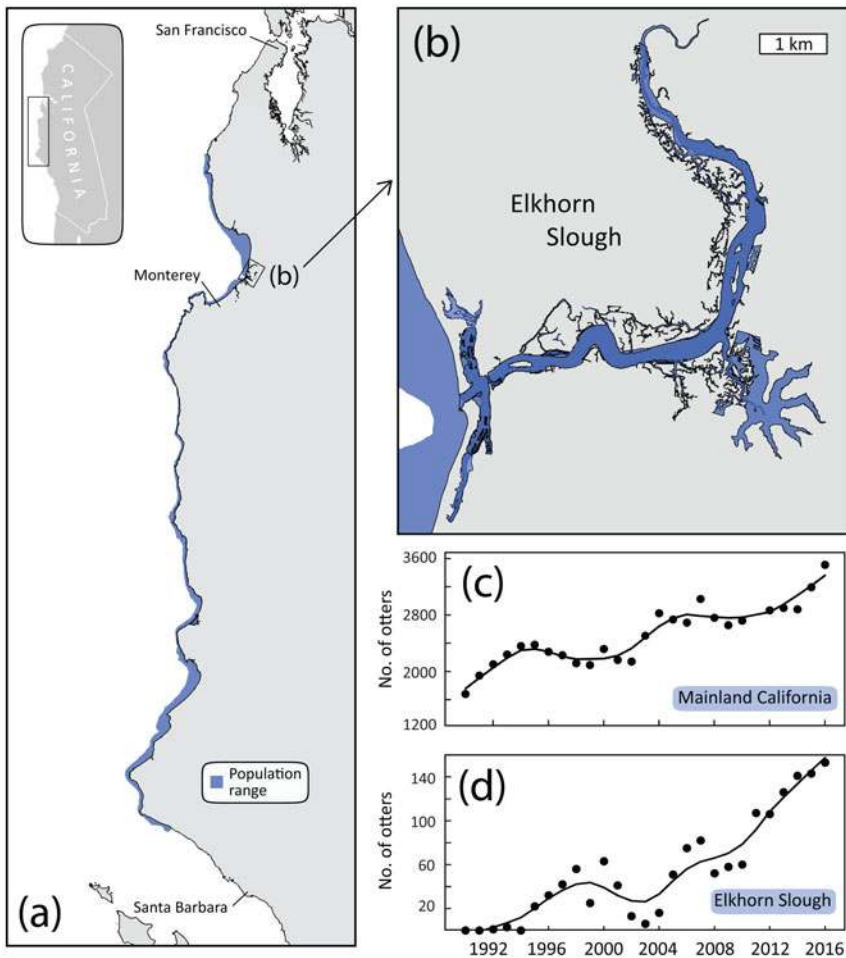 San Francisco
CALIFORNIA
Monterey
(b)
Population
range
Santa Barbara
(a)
(b)
1 km
Elkhorn
Slough
(c)
No. of otters
3600
2800
2000
1200
Mainland California
(d)
No. of otters
140
100
60
20
Elkhorn Slough
1992 1996 2000 2004 2008 2012 2016